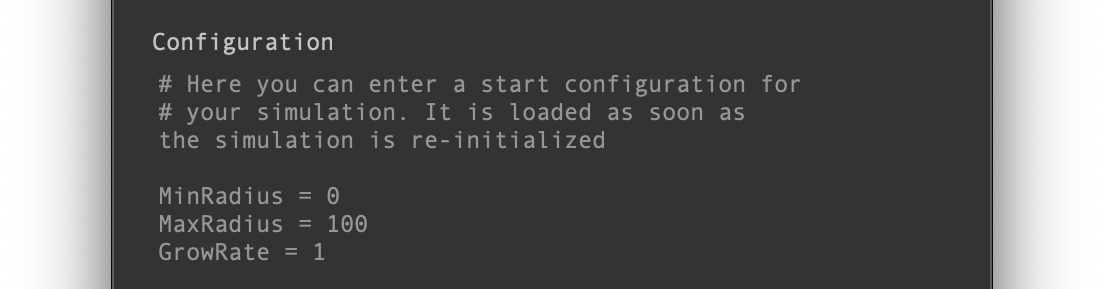 Configuration
# Here you can enter a start configuration for
# your simulation. It is loaded as soon as
the simulation is re-initialized
MinRadius = 0
MaxRadius = 100
GrowRate = 1